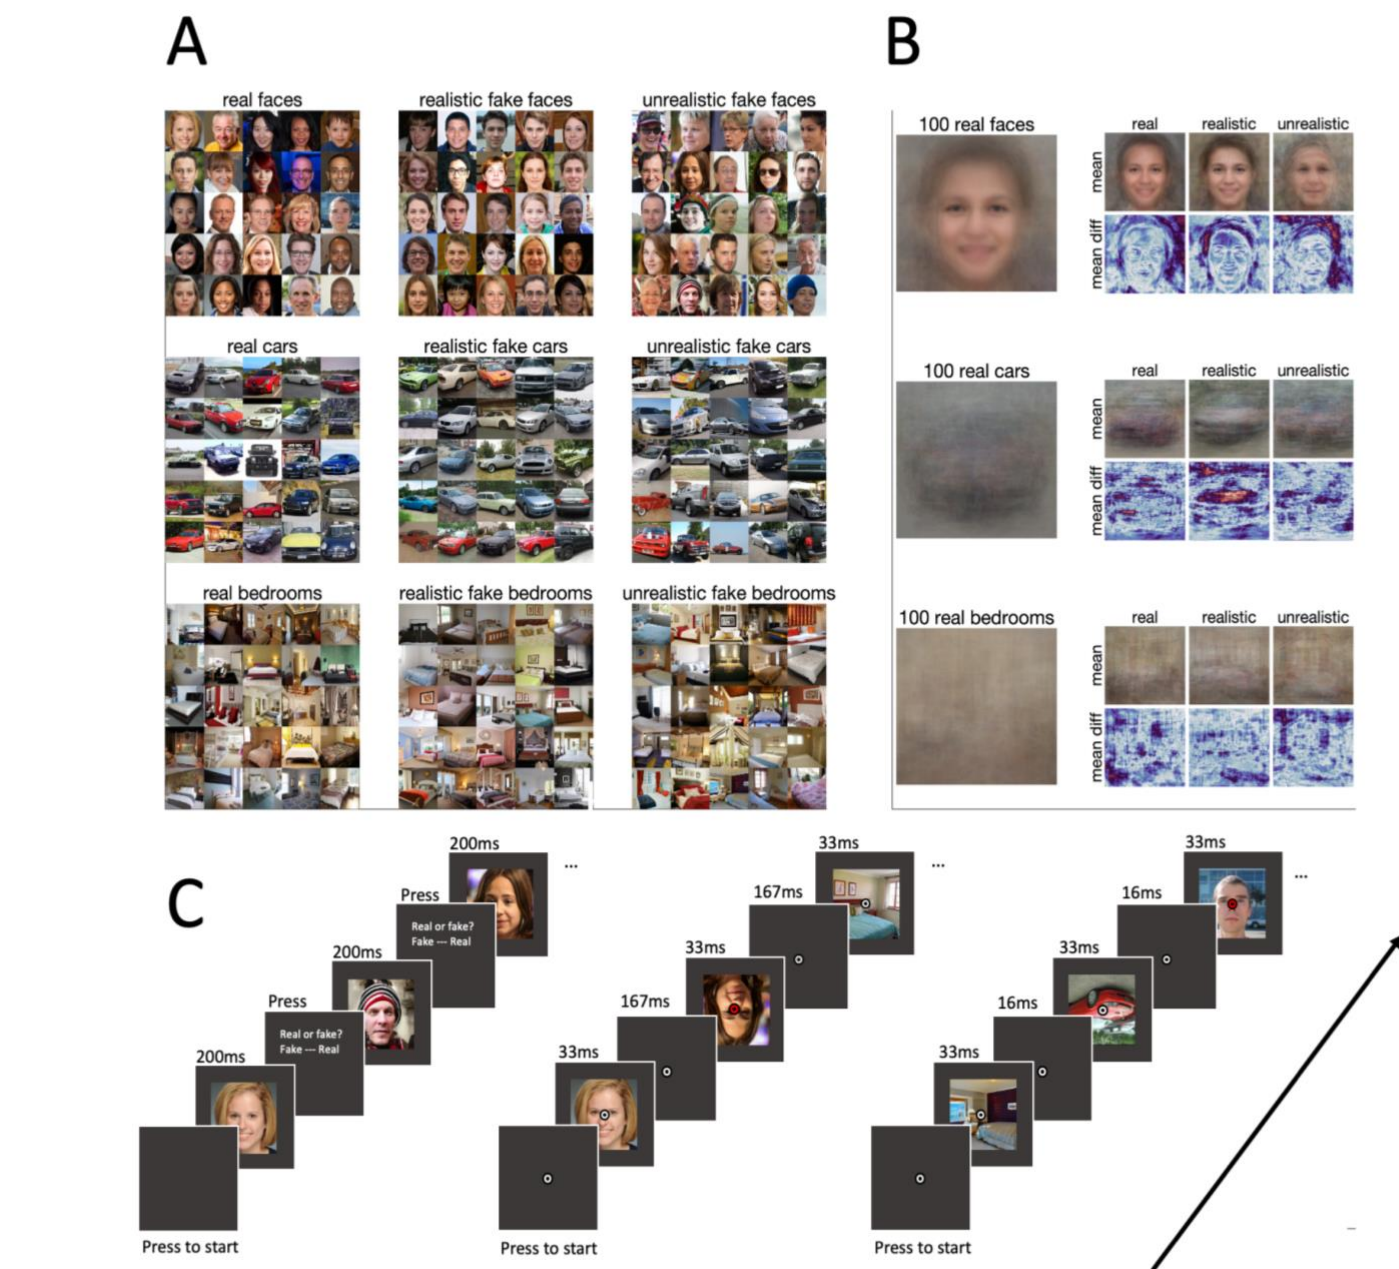 A
B
real faces
realistic fake faces
unrealistic fake faces
real cars
realistic fake cars
unrealistic fake cars
real bedrooms
realistic fake bedrooms
unrealistic fake bedrooms
100 real faces
real
realistic
unrealistic
mean
mean diff
100 real cars
real
realistic
unrealistic
mean
mean diff
100 real bedrooms
real
realistic
unrealistic
mean
mean diff
C
200ms
...
Press
Real or fake?
Fake --- Real
200ms
Press
Real or fake?
Fake --- Real
200ms
Press to start
33ms
...
167ms
33ms
167ms
33ms
Press to start
33ms
...
16ms
33ms
16ms
33ms
Press to start